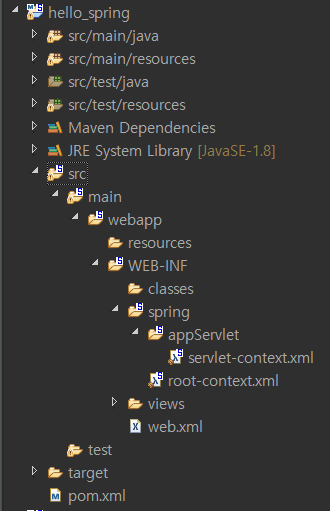 hello_spring
src/main/java
src/main/resources
src/test/java
src/test/resources
Maven Dependencies
JRE System Library [JavaSE-1.8]
src
main
webapp
resources
WEB-INF
classes
spring
appServlet
servlet-context.xml
root-context.xml
views
web.xml
test
target
pom.xml